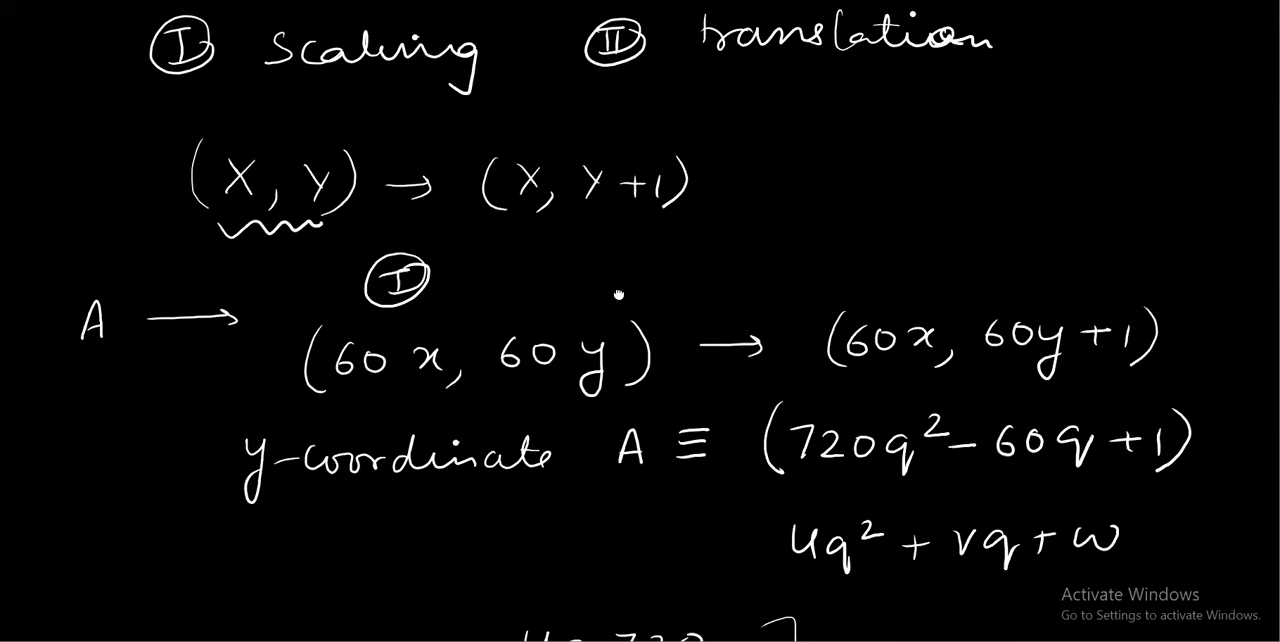 Ⓘ Scaling Ⓘⓘ translation
(X, Y) → (X, Y+1)
Ⓘ
A → (60x, 60y) → (60x, 60y+1)
y-coordinate A ≡ (720q² - 60q + 1)
uq² + vq + w
Activate Windows
Go to Settings to activate Windows.